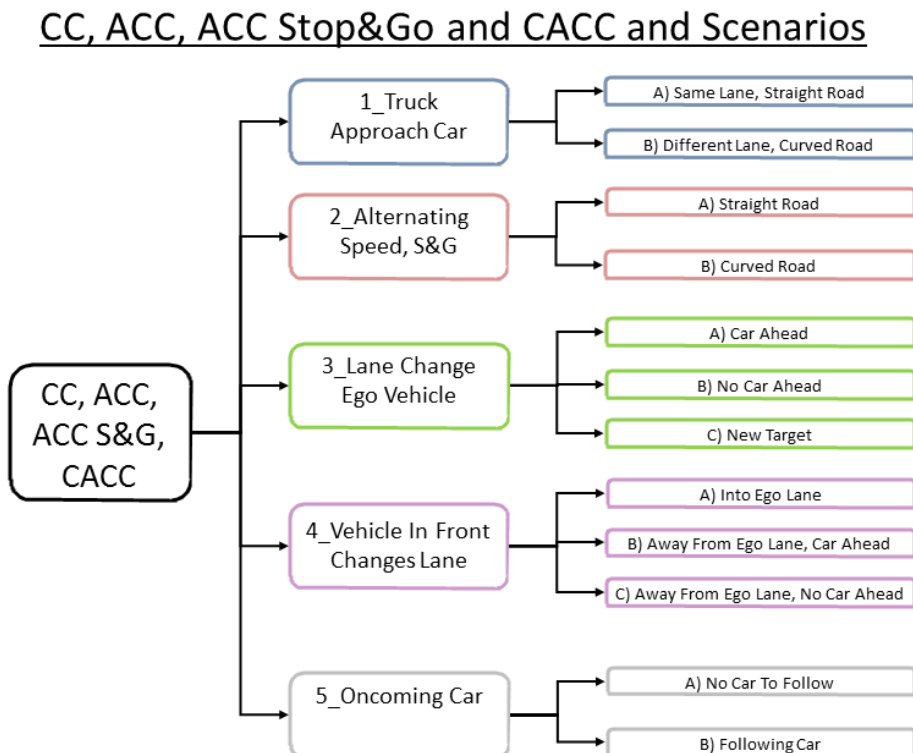 CC, ACC, ACC Stop&Go and CACC and Scenarios
CC, ACC,
ACC S&G,
CACC
1_Truck
Approach Car
A) Same Lane, Straight Road
B) Different Lane, Curved Road
2_Alternating
Speed, S&G
A) Straight Road
B) Curved Road
3_Lane Change
Ego Vehicle
A) Car Ahead
B) No Car Ahead
C) New Target
4_Vehicle In Front
Changes Lane
A) Into Ego Lane
B) Away From Ego Lane, Car Ahead
C) Away From Ego Lane, No Car Ahead
5_Oncoming Car
A) No Car To Follow
B) Following Car